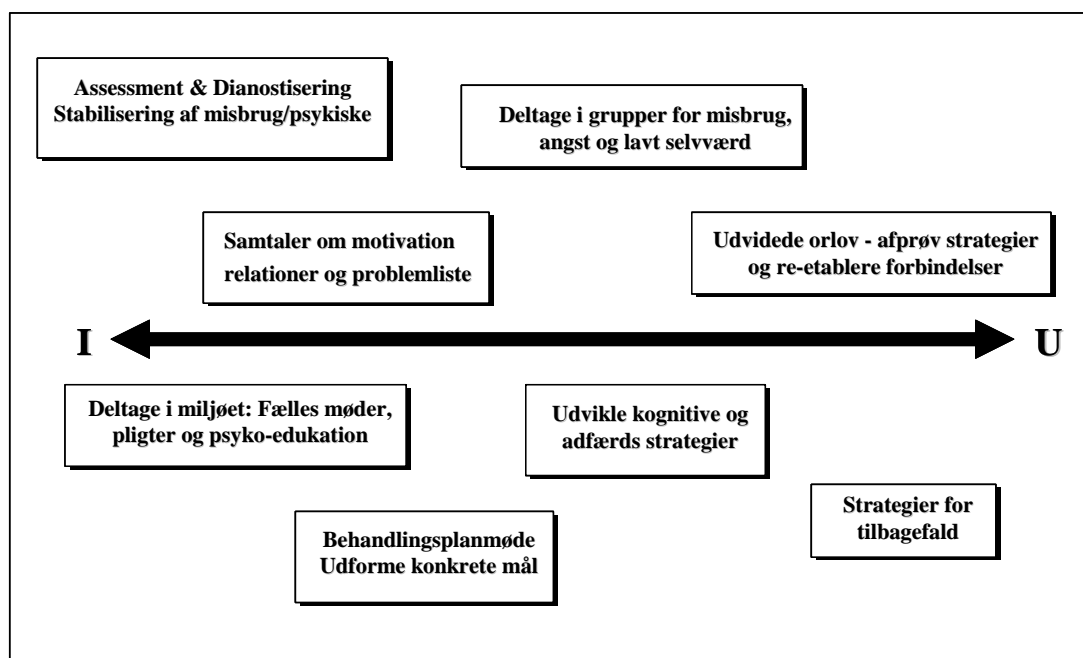 Assessment & Dianostisering
Stabilisering af misbrug/psykiske
Deltage i grupper for misbrug,
angst og lavt selvværd
Samtaler om motivation
relationer og problemliste
Udvidede orlov - afprøv strategier
og re-etablere forbindelser
I
U
Deltage i miljøet: Fælles møder,
pligter og psyko-edukation
Udvikle kognitive og
adfærds strategier
Strategier for
tilbagefald
Behandlingsplanmøde
Udforme konkrete mål